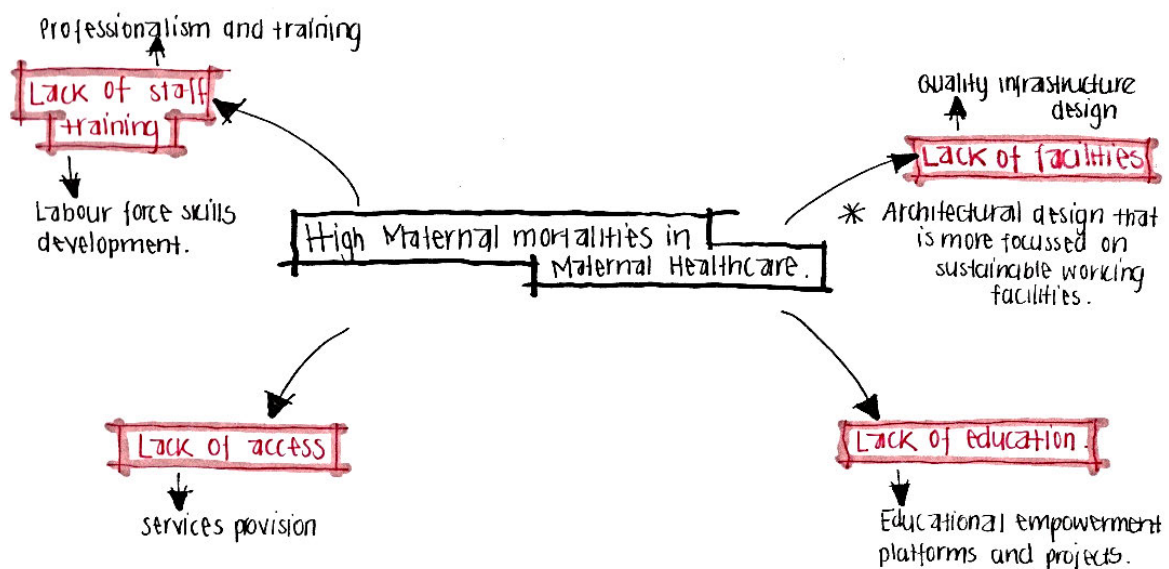 Professionalism and training
Lack of staff
training
Labour force skills
development.
Quality infrastructure
design
Lack of facilities
* Architectural design that
is more focussed on
sustainable working
facilities.
High Maternal mortalities in
Maternal Healthcare.
Lack of access
services provision
Lack of education.
Educational empowerment
platforms and projects.